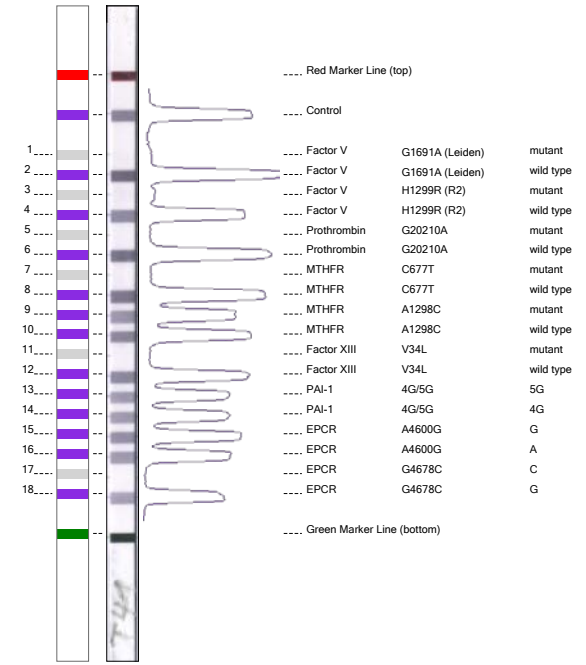 Red Marker Line (top)
Control
1 Factor V G1691A (Leiden) mutant
2 Factor V G1691A (Leiden) wild type
3 Factor V H1299R (R2) mutant
4 Factor V H1299R (R2) wild type
5 Prothrombin G20210A mutant
6 Prothrombin G20210A wild type
7 MTHFR C677T mutant
8 MTHFR C677T wild type
9 MTHFR A1298C mutant
10 MTHFR A1298C wild type
11 Factor XIII V34L mutant
12 Factor XIII V34L wild type
13 PAI-1 4G/5G 5G
14 PAI-1 4G/5G 4G
15 EPCR A4600G G
16 EPCR A4600G A
17 EPCR G4678C C
18 EPCR G4678C G
Green Marker Line (bottom)